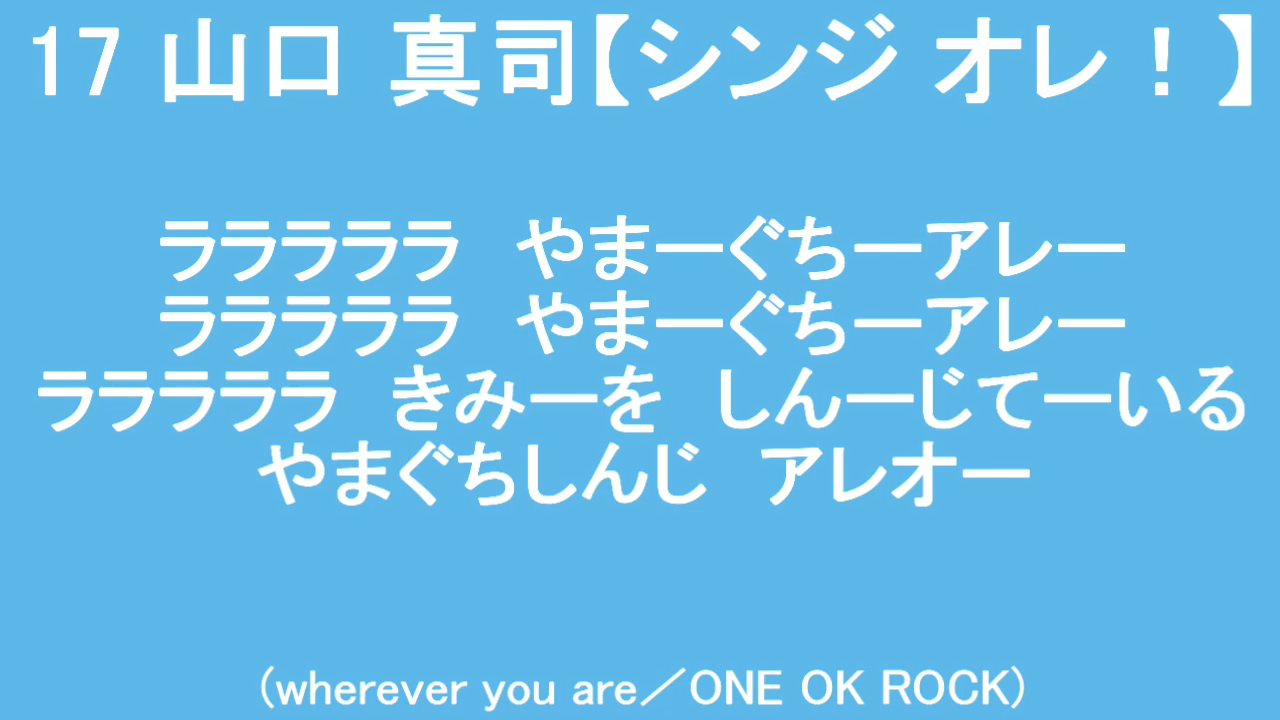 17 山口 真司【シンジ オレ！】
ラララララ　やまーぐちーアレー
ラララララ　やまーぐちーアレー
ラララララ　きみーを　しんーじてーいる
やまぐちしんじ　アレオー
(wherever you are／ONE OK ROCK)